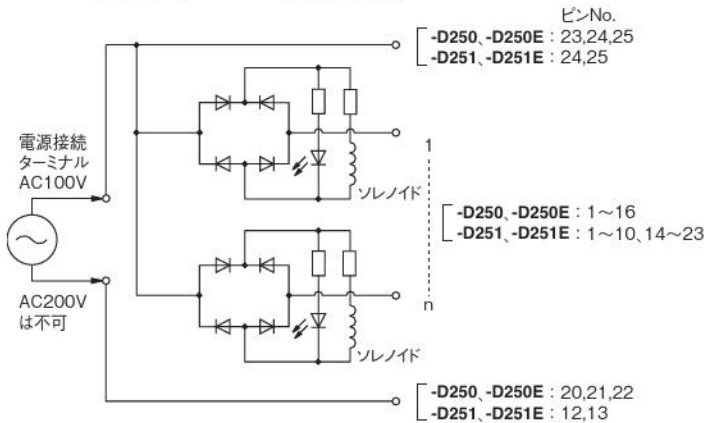 ピンNo.
-D250、-D250E：23,24,25
-D251、-D251E：24,25
電源接続
ターミナル
AC100V
1
ソレノイド
-D250、-D250E：1～16
-D251、-D251E：1～10、14～23
AC200V
は不可
n
ソレノイド
-D250、-D250E：20,21,22
-D251、-D251E：12,13